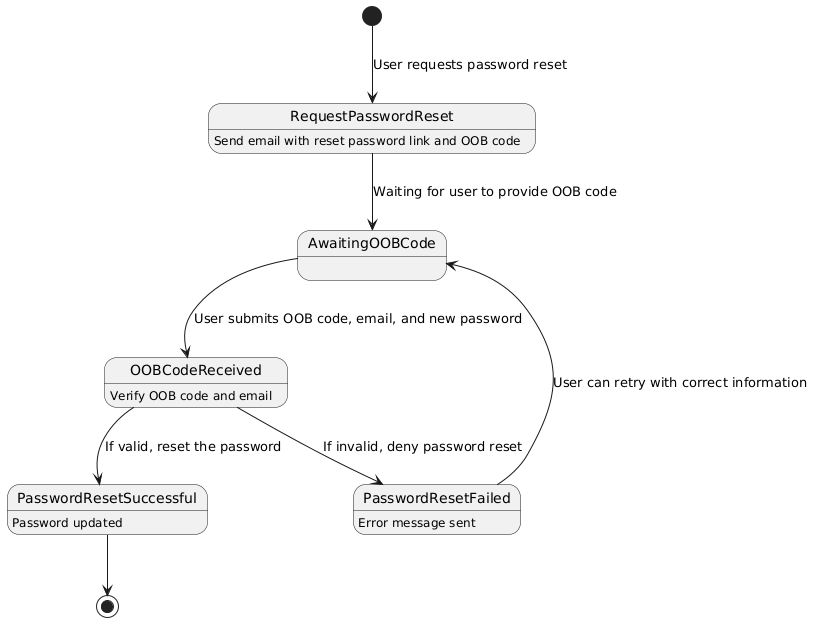 User requests password reset
RequestPasswordReset
Send email with reset password link and OOB code
Waiting for user to provide OOB code
AwaitingOOBCode
User submits OOB code, email, and new password
OOBCodeReceived
Verify OOB code and email
User can retry with correct information
If valid, reset the password
If invalid, deny password reset
PasswordResetSuccessful
Password updated
PasswordResetFailed
Error message sent